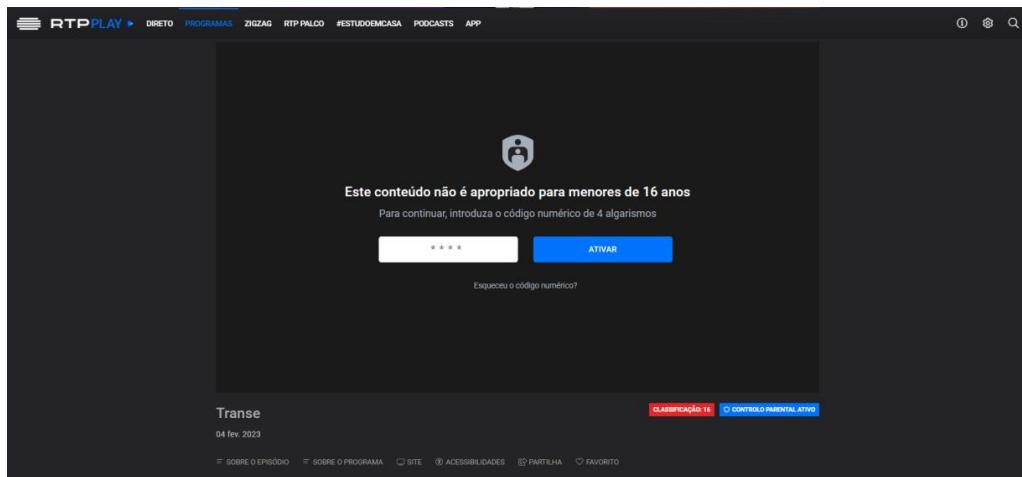 RTPPLAY DIRETO PROGRAMAS ZIGZAG RTP PALCO #ESTUDOEMCASA PODCASTS APP
Este conteúdo não é apropriado para menores de 16 anos
Para continuar, introduza o código numérico de 4 algarismos
* * * * ATIVAR
Esqueceu o código numérico?
Transe CLASSIFICAÇÃO: 16 CONTROLO PARENTAL ATIVO
04 fev. 2023
SOBRE O EPISÓDIO SOBRE O PROGRAMA SITE ACESSIBILIDADES PARTILHA FAVORITO